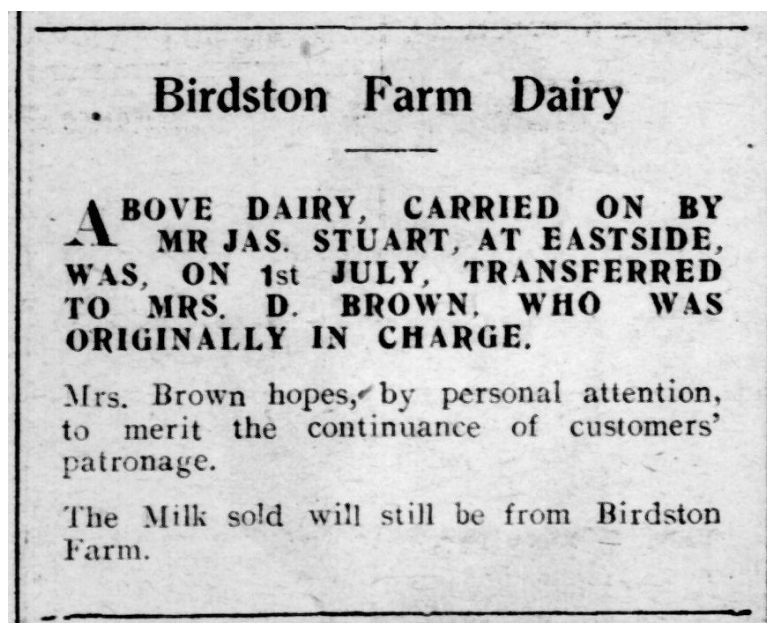 Birdston Farm Dairy
ABOVE DAIRY, CARRIED ON BY
MR JAS. STUART, AT EASTSIDE,
WAS, ON 1st JULY, TRANSFERRED
TO MRS. D. BROWN, WHO WAS
ORIGINALLY IN CHARGE.
Mrs. Brown hopes, by personal attention,
to merit the continuance of customers'
patronage.
The Milk sold will still be from Birdston
Farm.